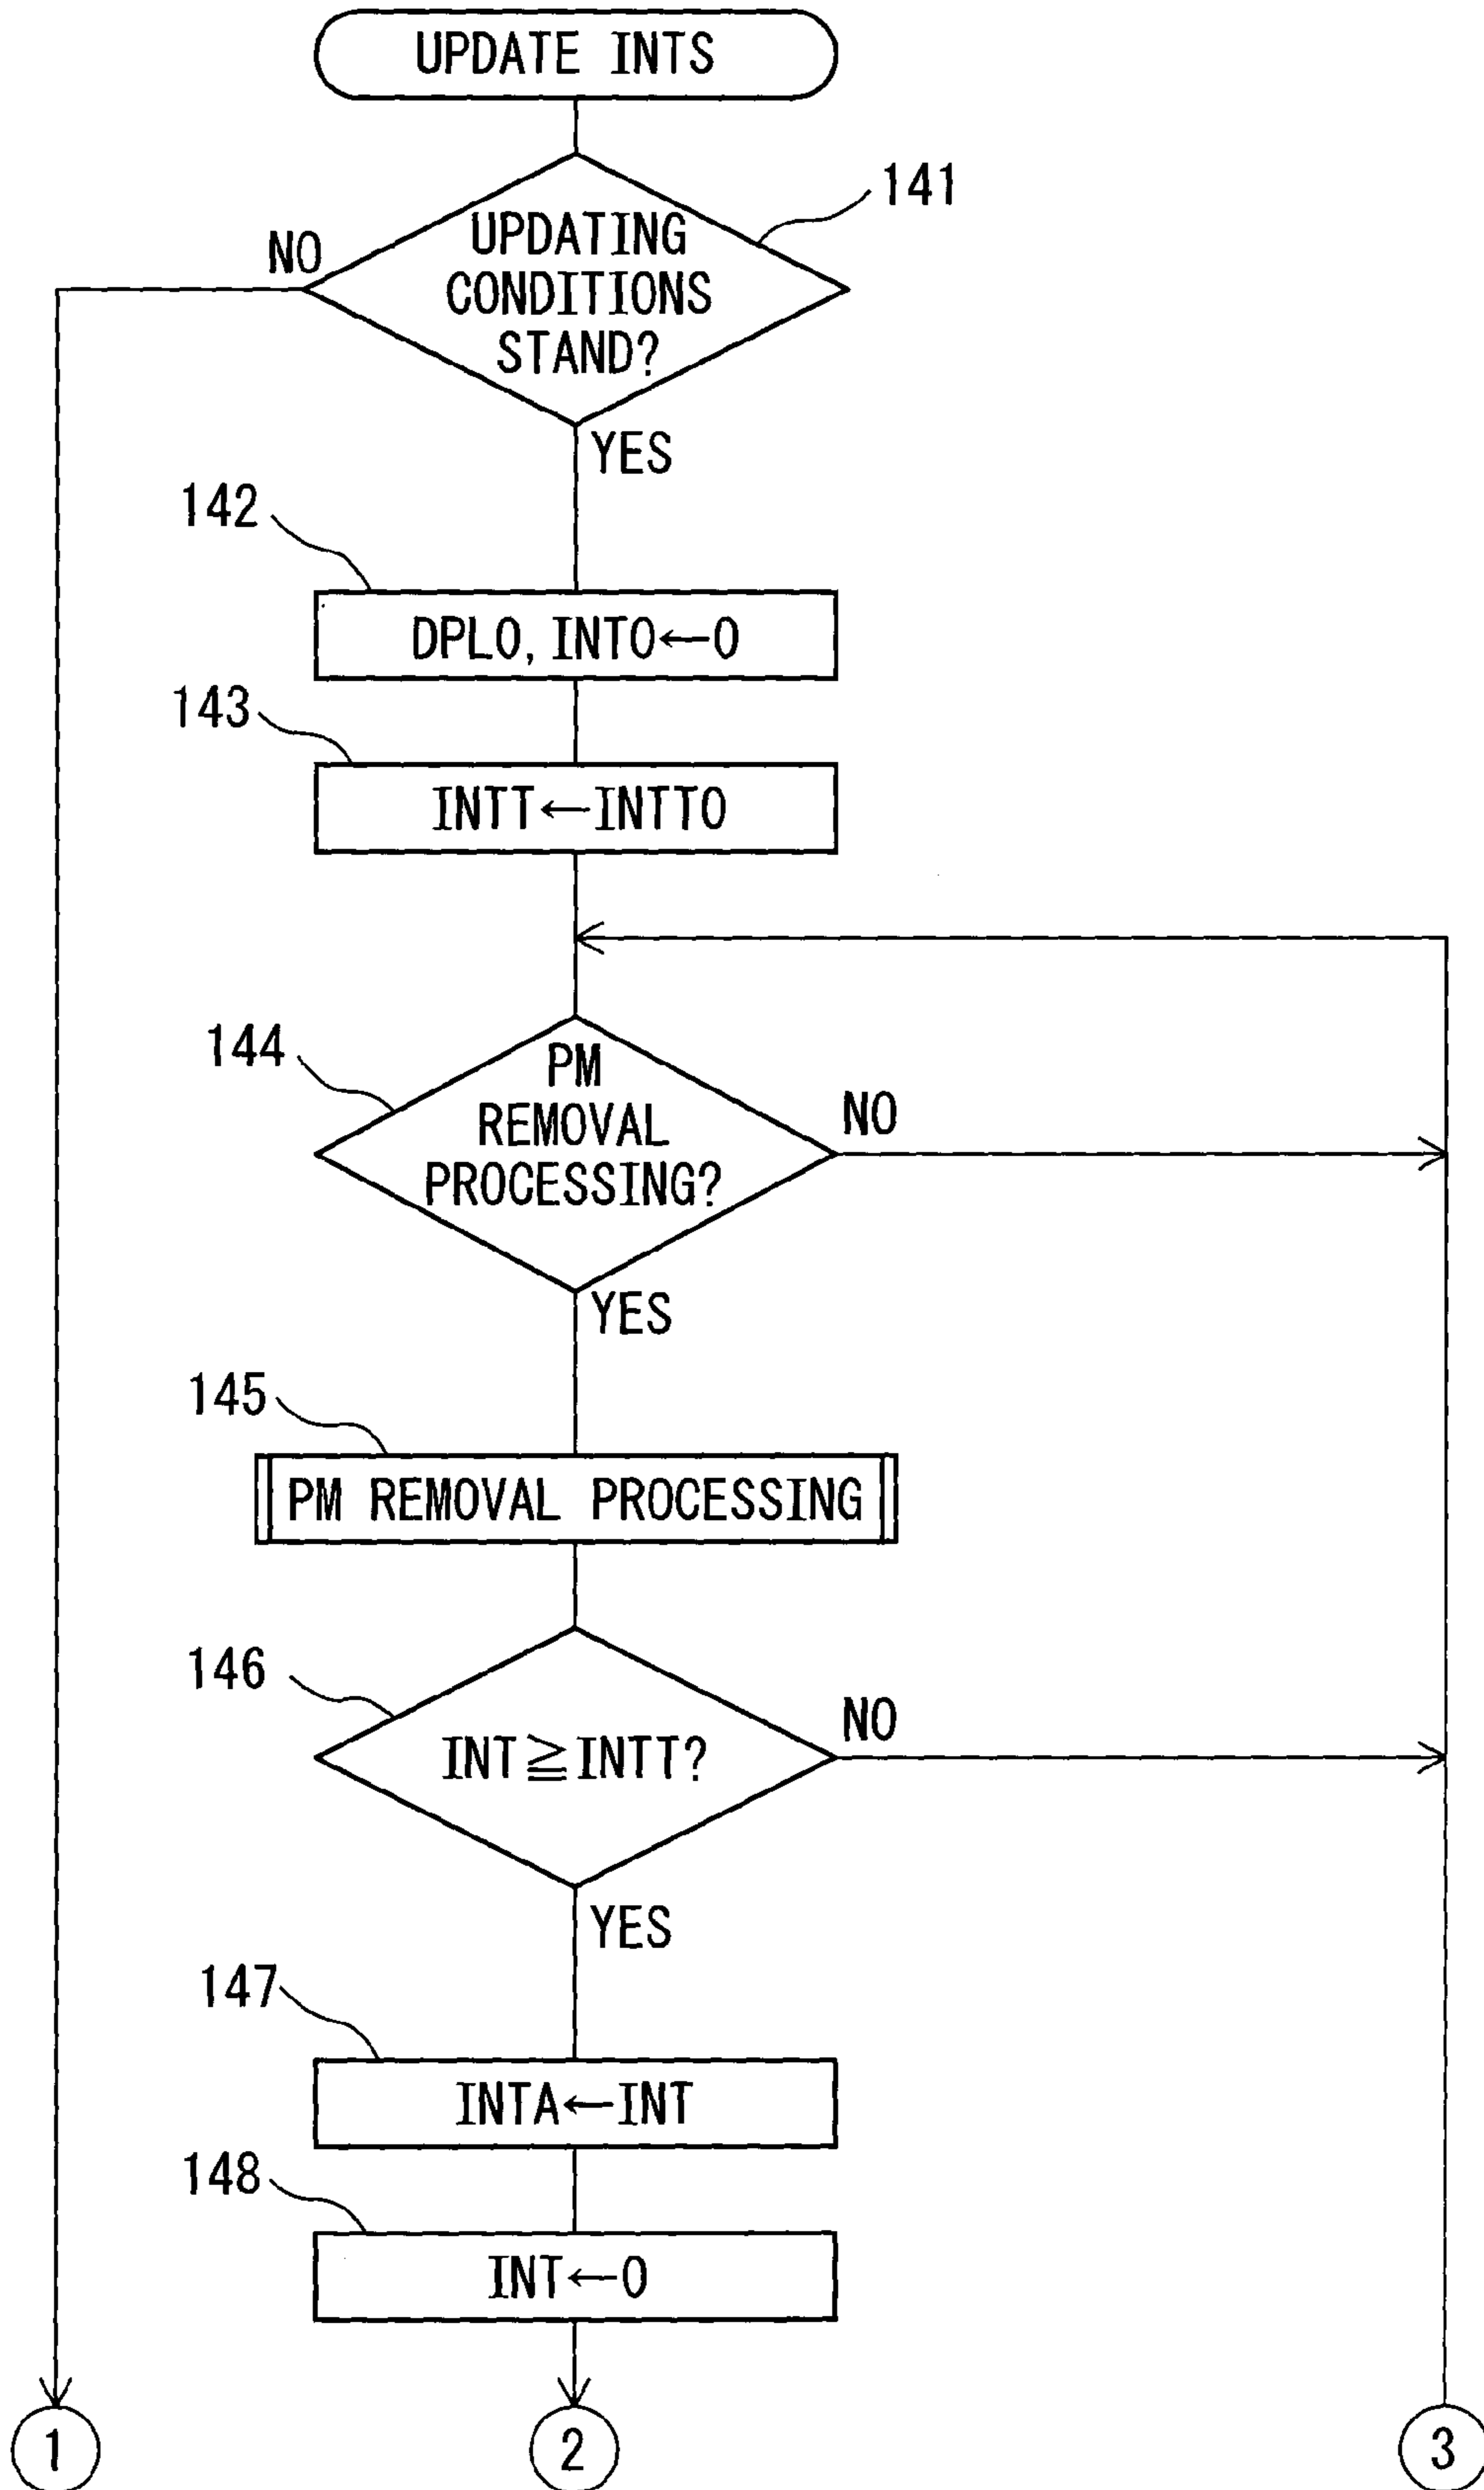 UPDATE INTS
141
NO
UPDATING
CONDITIONS
STAND?
YES
142
DPL0, INT0←0
143
INTT←INTT0
144
PM
REMOVAL
PROCESSING?
NO
YES
145
PM REMOVAL PROCESSING
146
INT≧INTT?
NO
YES
147
INTA←INT
148
INT←0
1
2
3